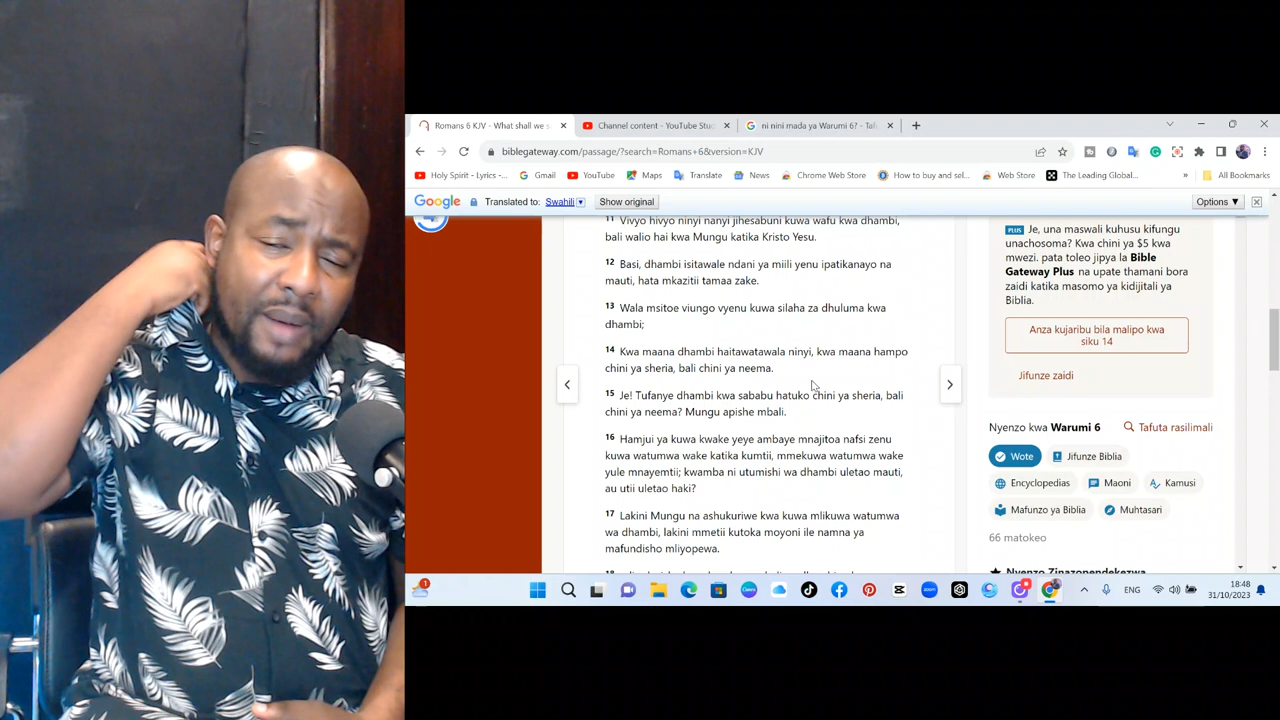 Romans 6 KJV - What shall we s
Channel content - YouTube Stud
ni nini mada ya Warumi 6? - Taf
biblegateway.com/passage/?search=Romans+6&version=KJV
Holy Spirit - Lyrics -...
Gmail
YouTube
Maps
Translate
News
Chrome Web Store
How to buy and sel...
Web Store
The Leading Global...
»
All Bookmarks
Google
Translated to: Swahili
Show original
Options ▼
11 Vivyo hivyo ninyi nanyi jihesabuni kuwa wafu kwa dhambi,
bali walio hai kwa Mungu katika Kristo Yesu.
12 Basi, dhambi isitawale ndani ya miili yenu ipatikanayo na
mauti, hata mkazitii tamaa zake.
13 Wala msitoe viungo vyenu kuwa silaha za dhuluma kwa
dhambi;
14 Kwa maana dhambi haitawatawala ninyi, kwa maana hampo
chini ya sheria, bali chini ya neema.
15 Je! Tufanye dhambi kwa sababu hatuko chini ya sheria, bali
chini ya neema? Mungu apishe mbali.
16 Hamjui ya kuwa kwake yeye ambaye mnajitoa nafsi zenu
kuwa watumwa wake katika kumtii, mmekuwa watumwa wake
yule mnayemtii; kwamba ni utumishi wa dhambi uletao mauti,
au utii uletao haki?
17 Lakini Mungu na ashukuriwe kwa kuwa mlikuwa watumwa
wa dhambi, lakini mmetii kutoka moyoni ile namna ya
mafundisho mliyopewa.
PLUS Je, una maswali kuhusu kifungu
unachosoma? Kwa chini ya $5 kwa
mwezi. pata toleo jipya la Bible
Gateway Plus na upate thamani bora
zaidi katika masomo ya kidijitali ya
Biblia.
Anza kujaribu bila malipo kwa
siku 14
Jifunze zaidi
Nyenzo kwa Warumi 6
Tafuta rasilimali
Wote
Jifunze Biblia
Encyclopedias
Maoni
Kamusi
Mafunzo ya Biblia
Muhtasari
66 matokeo
Nyenzo Zinazopendekezwa
1
Canva
zoom
ENG
18:48
31/10/2023